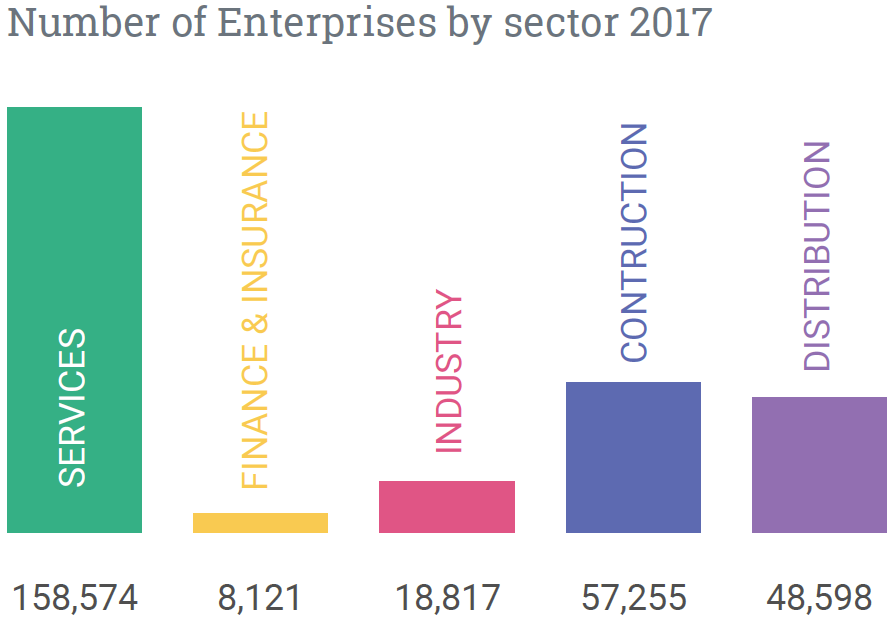 Number of Enterprises by sector 2017
SERVICES
FINANCE & INSURANCE
INDUSTRY
CONTRUCTION
DISTRIBUTION
158,574
8,121
18,817
57,255
48,598